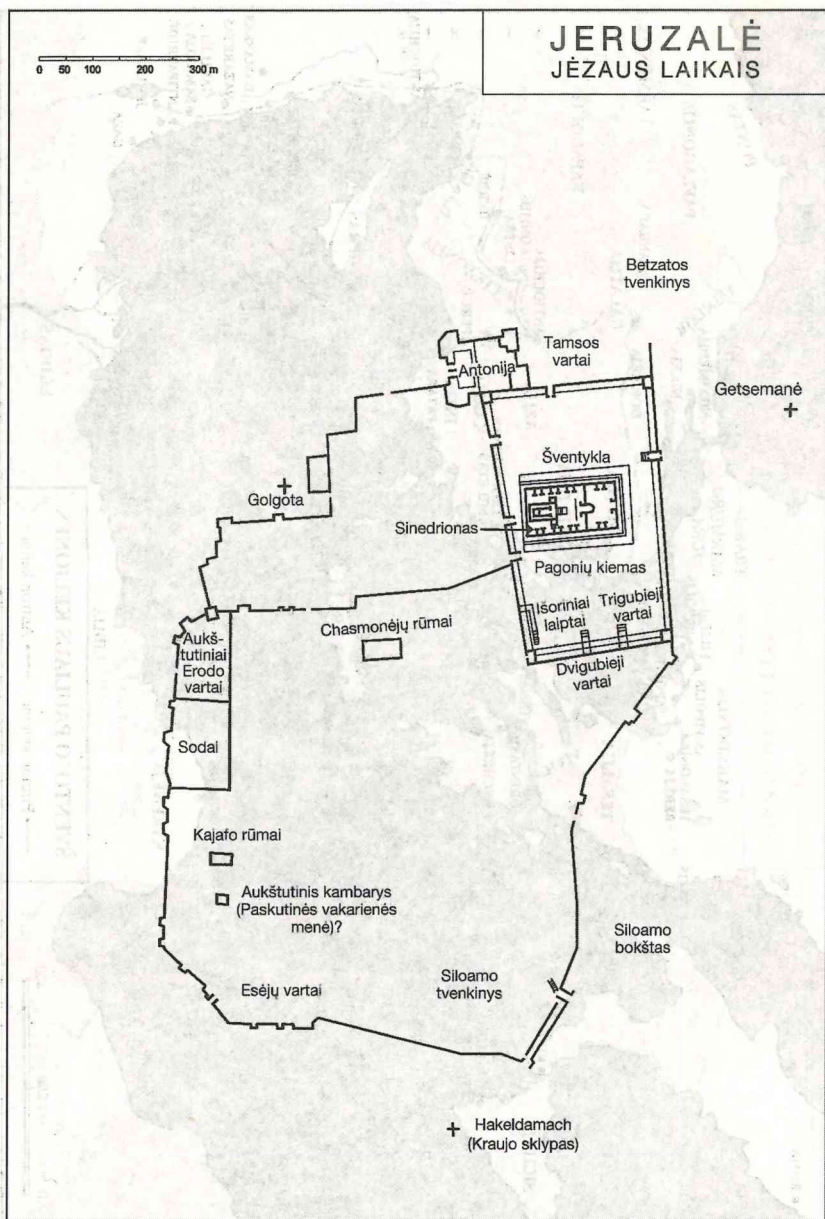 JERUZALĖ
JĖZAUS LAIKAIS
0 50 100 200 300 m
Betzatos
tvenkinys
Tamsos
vartai
Antonija
Getsemanė
Šventykla
Golgota
Sinedrionas
Pagonių kiemas
Išoriniai
laiptai
Trigubieji
vartai
Chasmonėjų rūmai
Dvigubieji
vartai
Aukš-
tutiniai
Erodo
vartai
Sodai
Kajafo rūmai
Aukštutinis kambarys
(Paskutinės vakarienės
menė)?
Siloamo
bokštas
Siloamo
tvenkinys
Esėjų vartai
Hakeldamach
(Kraujo sklypas)